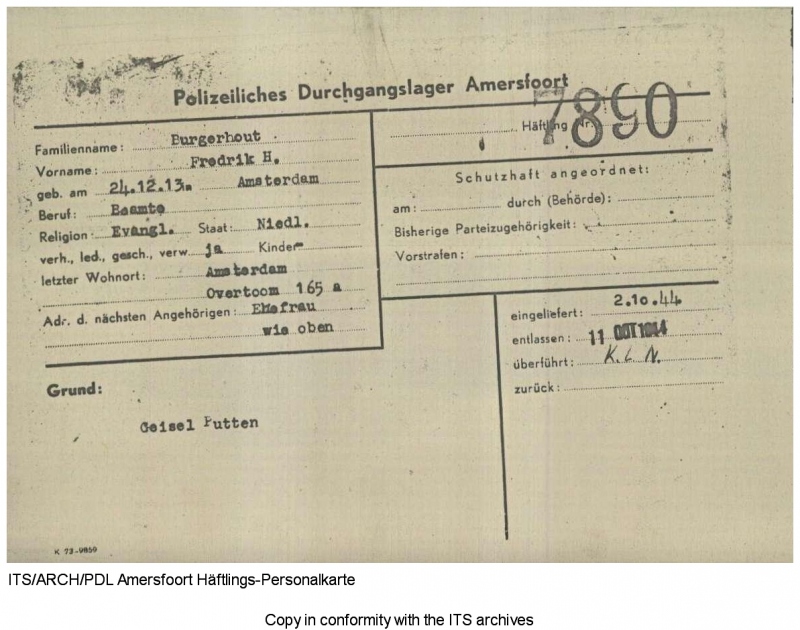 Polizeiliches Durchgangslager Amersfoort
Familienname: Burgerhout
Vorname: Fredrik H.
geb. am 24.12.13. Amsterdam
Beruf: Beamte
Religion: Evangl. Staat: Niedl.
verh., led., gesch., verw. ja Kinder-
letzter Wohnort: Amsterdam
Overtoom 165 a
Adr. d. nächsten Angehörigen: Ehefrau
wie oben
Häftling Nr. 7890
Schutzhaft angeordnet:
am: durch (Behörde):
Bisherige Parteizugehörigkeit:
Vorstrafen:
eingeliefert: 2.10.44
entlassen: 11 OCT 1944
überführt: K. L. N.
zurück:
Grund:
Geisel Putten
K 73-9859
ITS/ARCH/PDL Amersfoort Häftlings-Personalkarte
Copy in conformity with the ITS archives